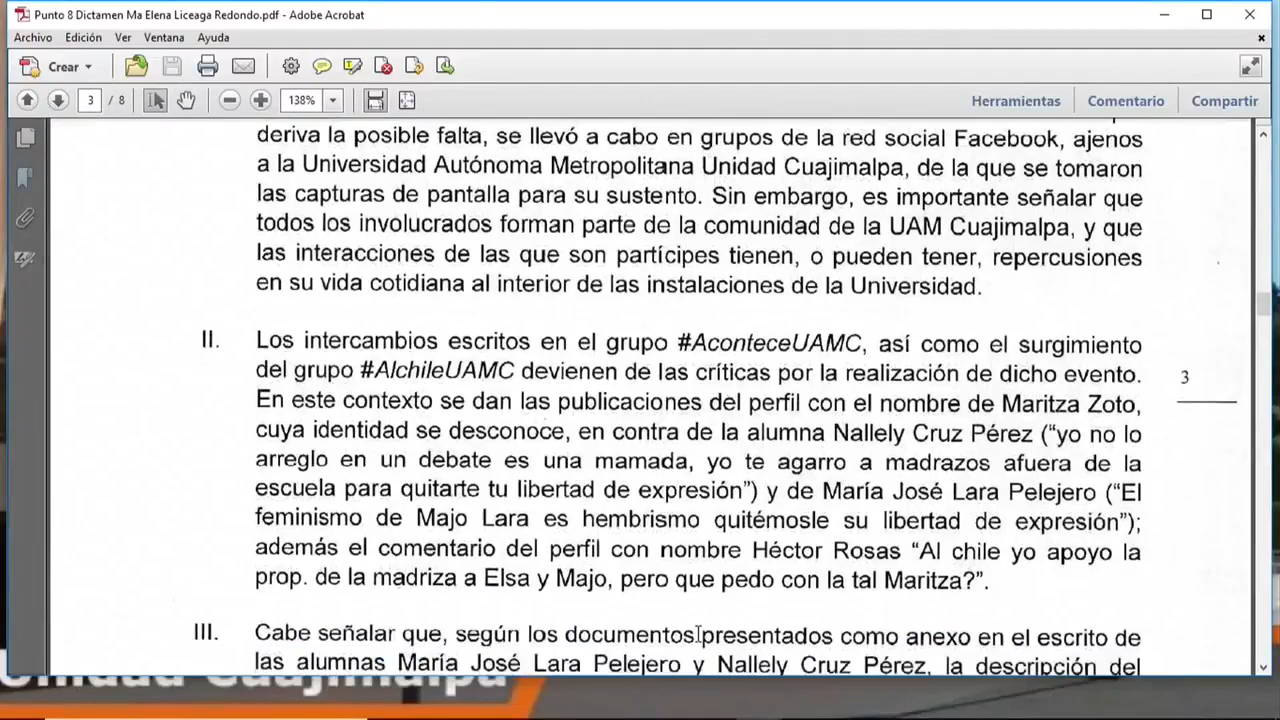 Punto 8 Dictamen Ma Elena Liceaga Redondo.pdf - Adobe Acrobat
Archivo Edición Ver Ventana Ayuda
Crear
3 / 8 138% Herramientas Comentario Compartir
deriva la posible falta, se llevó a cabo en grupos de la red social Facebook, ajenos
a la Universidad Autónoma Metropolitana Unidad Cuajimalpa, de la que se tomaron
las capturas de pantalla para su sustento. Sin embargo, es importante señalar que
todos los involucrados forman parte de la comunidad de la UAM Cuajimalpa, y que
las interacciones de las que son partícipes tienen, o pueden tener, repercusiones
en su vida cotidiana al interior de las instalaciones de la Universidad.
II. Los intercambios escritos en el grupo #AconteceUAMC, así como el surgimiento
del grupo #AlchileUAMC devienen de las críticas por la realización de dicho evento.
3
En este contexto se dan las publicaciones del perfil con el nombre de Maritza Zoto,
cuya identidad se desconoce, en contra de la alumna Nallely Cruz Pérez (“yo no lo
arreglo en un debate es una mamada, yo te agarro a madrazos afuera de la
escuela para quitarte tu libertad de expresión”) y de María José Lara Pelejero (“El
feminismo de Majo Lara es hembrismo quitémosle su libertad de expresión”);
además el comentario del perfil con nombre Héctor Rosas “Al chile yo apoyo la
prop. de la madriza a Elsa y Majo, pero que pedo con la tal Maritza?”.
III. Cabe señalar que, según los documentos presentados como anexo en el escrito de
las alumnas María José Lara Pelejero y Nallely Cruz Pérez, la descripción del
Unidad Cuajimalpa